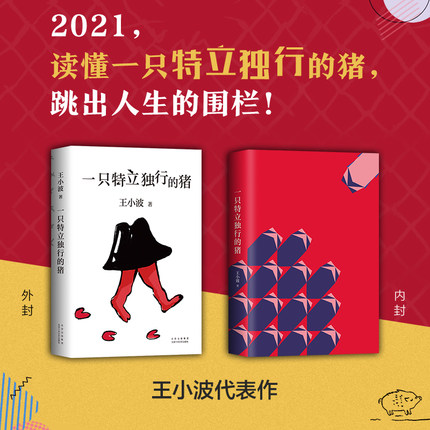 2021,
读懂一只特立独行的猪,
跳出人生的围栏!
王小波 著
一只特立独行的猪
一只特立独行的猪
王小波 著
一只特立独行的猪
外封
内封
王小波代表作